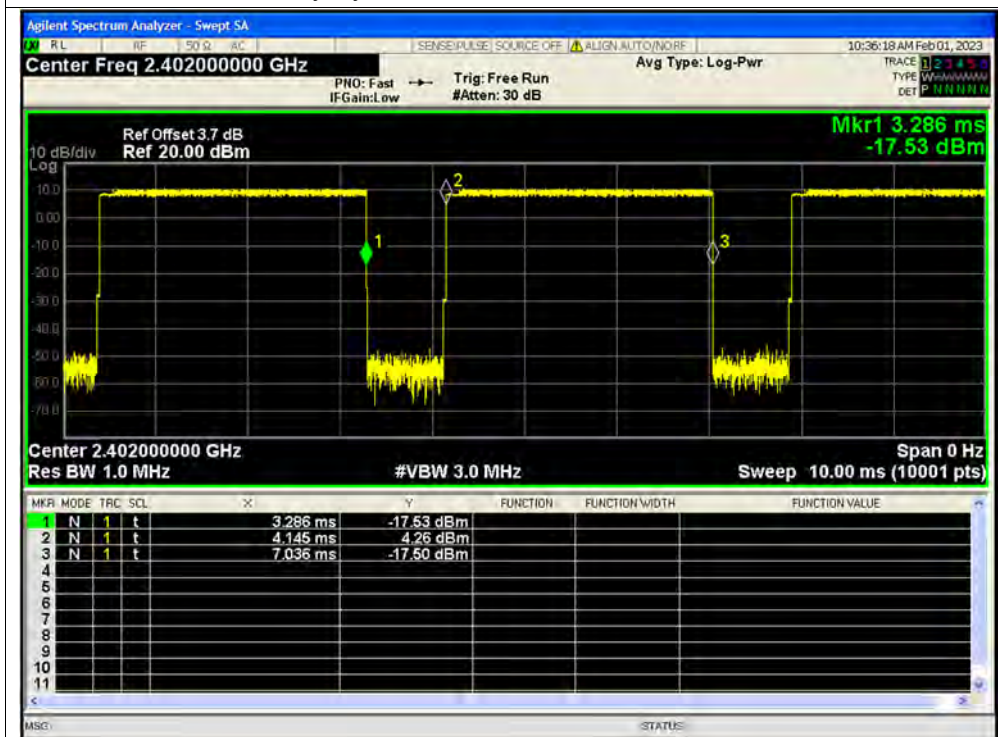 Agilent Spectrum Analyzer - Swept SA
RL RF 50 Ω AC SENSE:PULSE SOURCE OFF ALIGN AUTO/NO RF 10:36:18 AM Feb 01, 2023
Center Freq 2.402000000 GHz
PNO: Fast
IFGain:Low
Trig: Free Run
#Atten: 30 dB
Avg Type: Log-Pwr
TRACE 1 2 3 4 5 6
TYPE W
DET P N N N N N
Mkr1 3.286 ms
-17.53 dBm
Ref Offset 3.7 dB
10 dB/div Ref 20.00 dBm
Log
10.0
0.00
-10.0
-20.0
-30.0
-40.0
-50.0
-60.0
-70.0
1
2
3
Center 2.402000000 GHz Span 0 Hz
Res BW 1.0 MHz #VBW 3.0 MHz Sweep 10.00 ms (10001 pts)
MKR MODE TRC SCL X Y FUNCTION FUNCTION WIDTH FUNCTION VALUE
1 N 1 t 3.286 ms -17.53 dBm
2 N 1 t 4.145 ms 4.26 dBm
3 N 1 t 7.036 ms -17.50 dBm
4
5
6
7
8
9
10
11
MSG STATUS